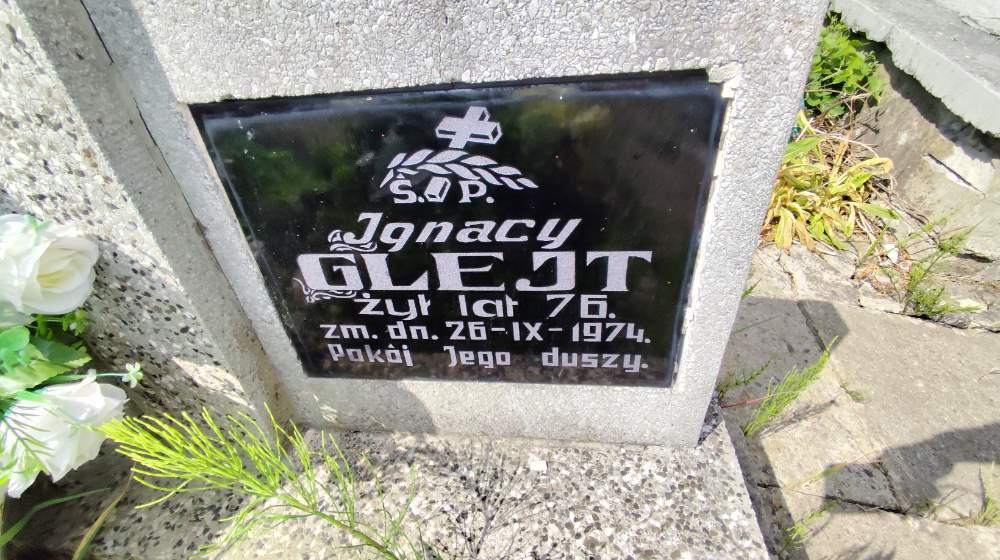 Ś. P.
Ignacy
GLEJT
żył lat 76.
zm. dn. 26-IX-1974.
Pokój Jego duszy.